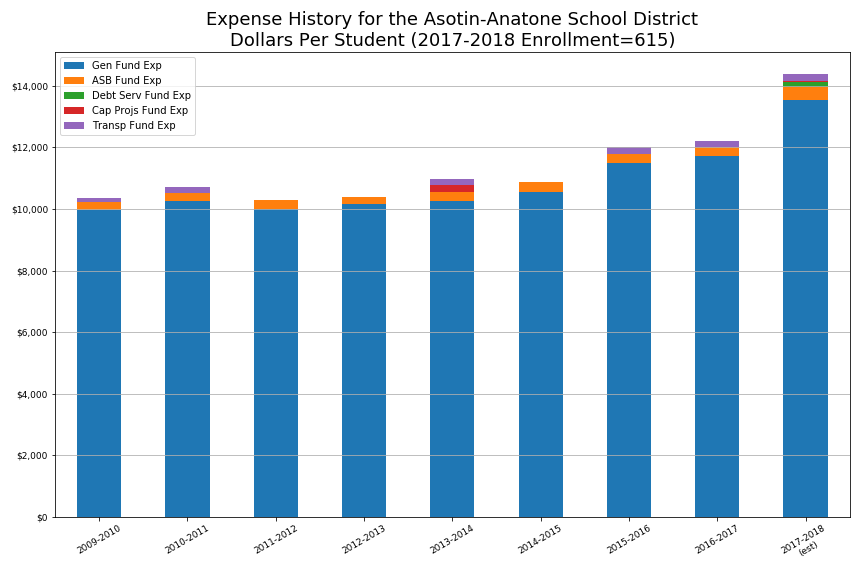 Expense History for the Asotin-Anatone School District
Dollars Per Student (2017-2018 Enrollment=615)
Gen Fund Exp
ASB Fund Exp
Debt Serv Fund Exp
Cap Projs Fund Exp
Transp Fund Exp
$14,000
$12,000
$10,000
$8,000
$6,000
$4,000
$2,000
$0
2009-2010
2010-2011
2011-2012
2012-2013
2013-2014
2014-2015
2015-2016
2016-2017
2017-2018
(est)